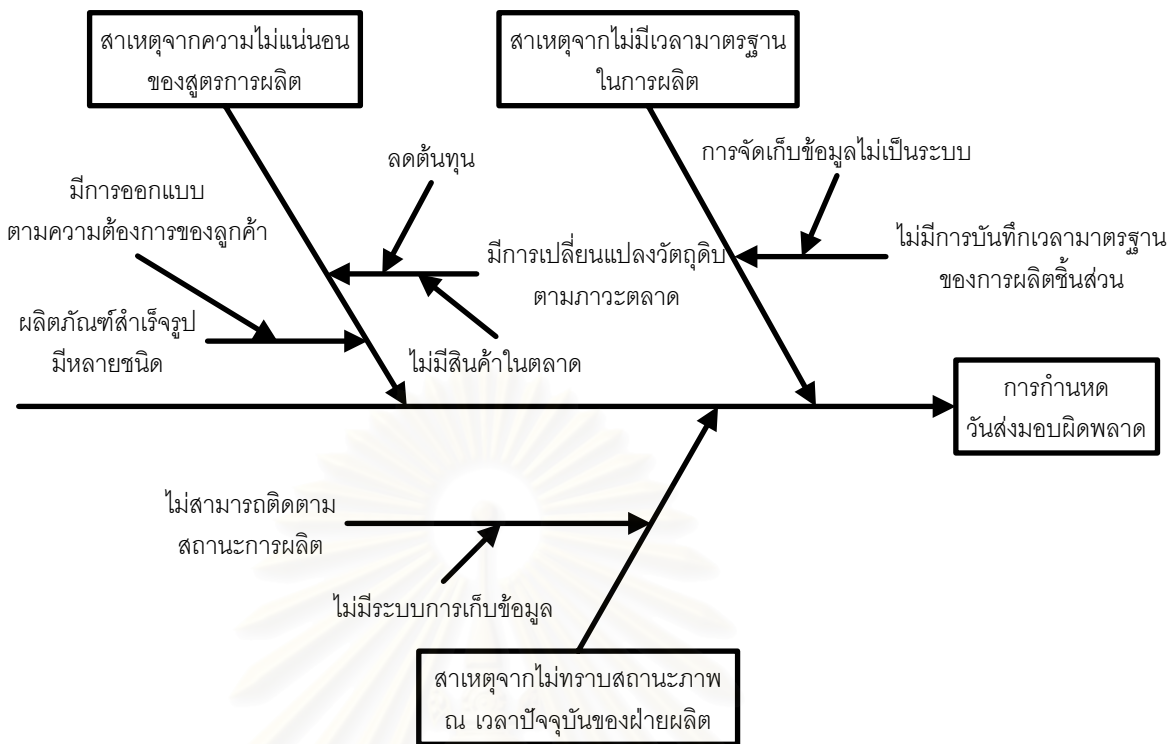 สาเหตุจากความไม่แน่นอน
ของสูตรการผลิต
สาเหตุจากไม่มีเวลามาตรฐาน
ในการผลิต
ลดต้นทุน
การจัดเก็บข้อมูลไม่เป็นระบบ
มีการออกแบบ
ตามความต้องการของลูกค้า
มีการเปลี่ยนแปลงวัตถุดิบ
ตามภาวะตลาด
ไม่มีการบันทึกเวลามาตรฐาน
ของการผลิตชิ้นส่วน
ผลิตภัณฑ์สำเร็จรูป
มีหลายชนิด
ไม่มีสินค้าในตลาด
การกำนหด
วันส่งมอบผิดพลาด
ไม่สามารถติดตาม
สถานะการผลิต
ไม่มีระบบการเก็บข้อมูล
สาเหตุจากไม่ทราบสถานะภาพ
ณ เวลาปัจจุบันของฝ่ายผลิต